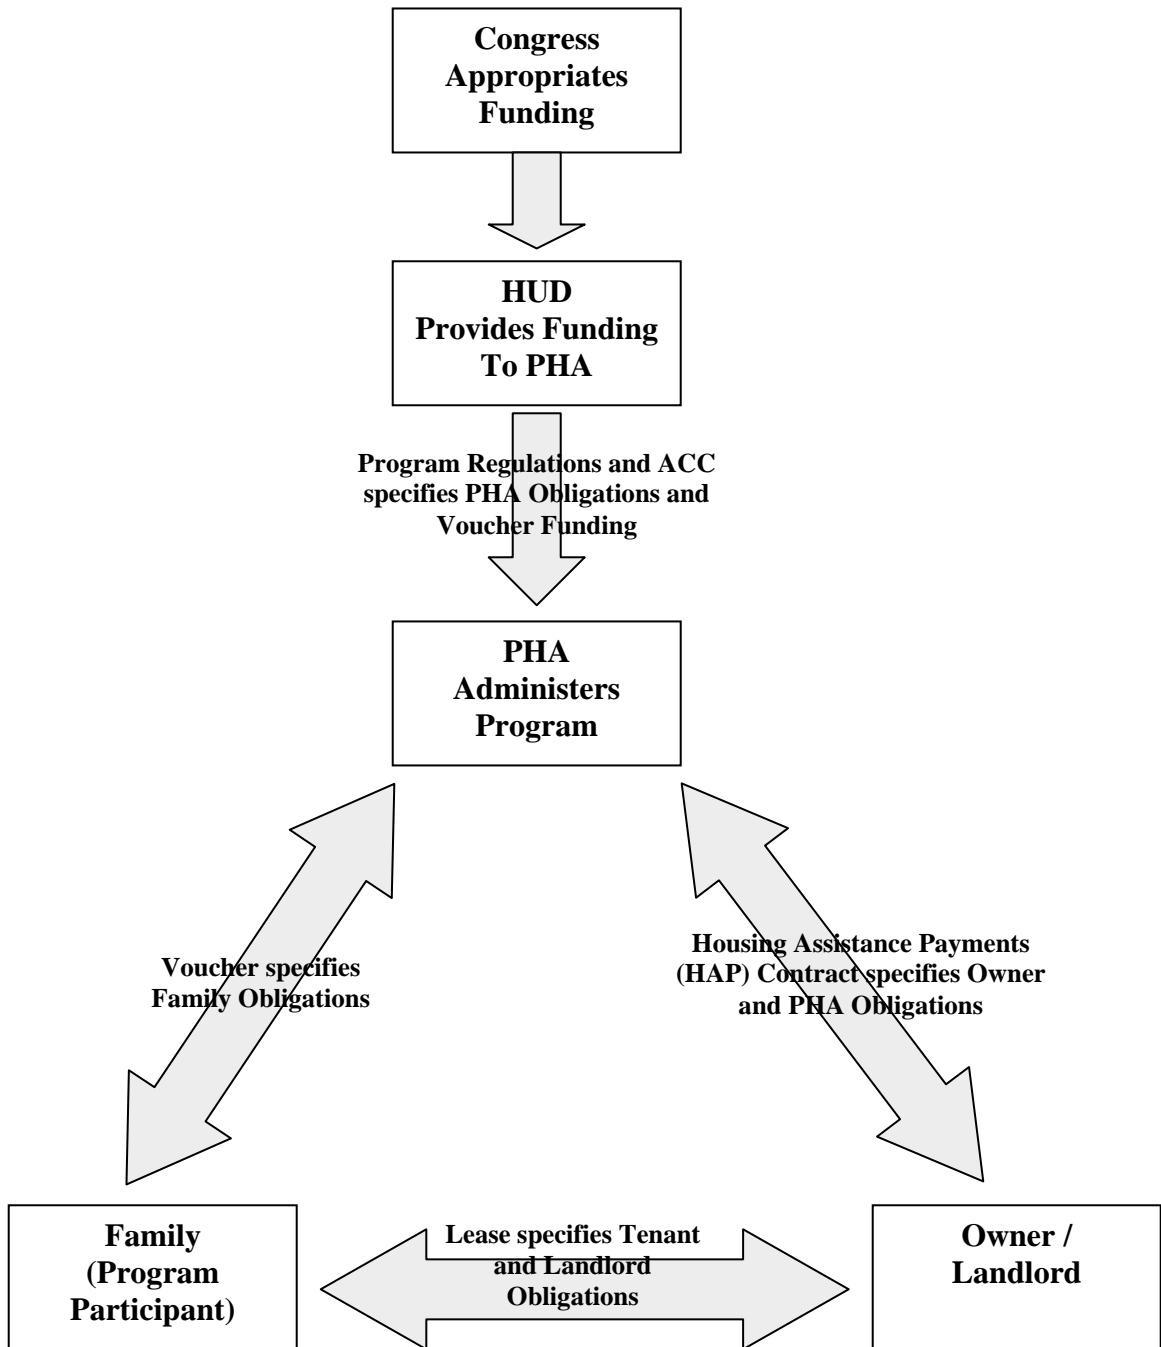 Congress
Appropriates
Funding
HUD
Provides Funding
To PHA
Program Regulations and ACC
specifies PHA Obligations and
Voucher Funding
PHA
Administers
Program
Voucher specifies
Family Obligations
Housing Assistance Payments
(HAP) Contract specifies Owner
and PHA Obligations
Family
(Program
Participant)
Lease specifies Tenant
and Landlord
Obligations
Owner /
Landlord